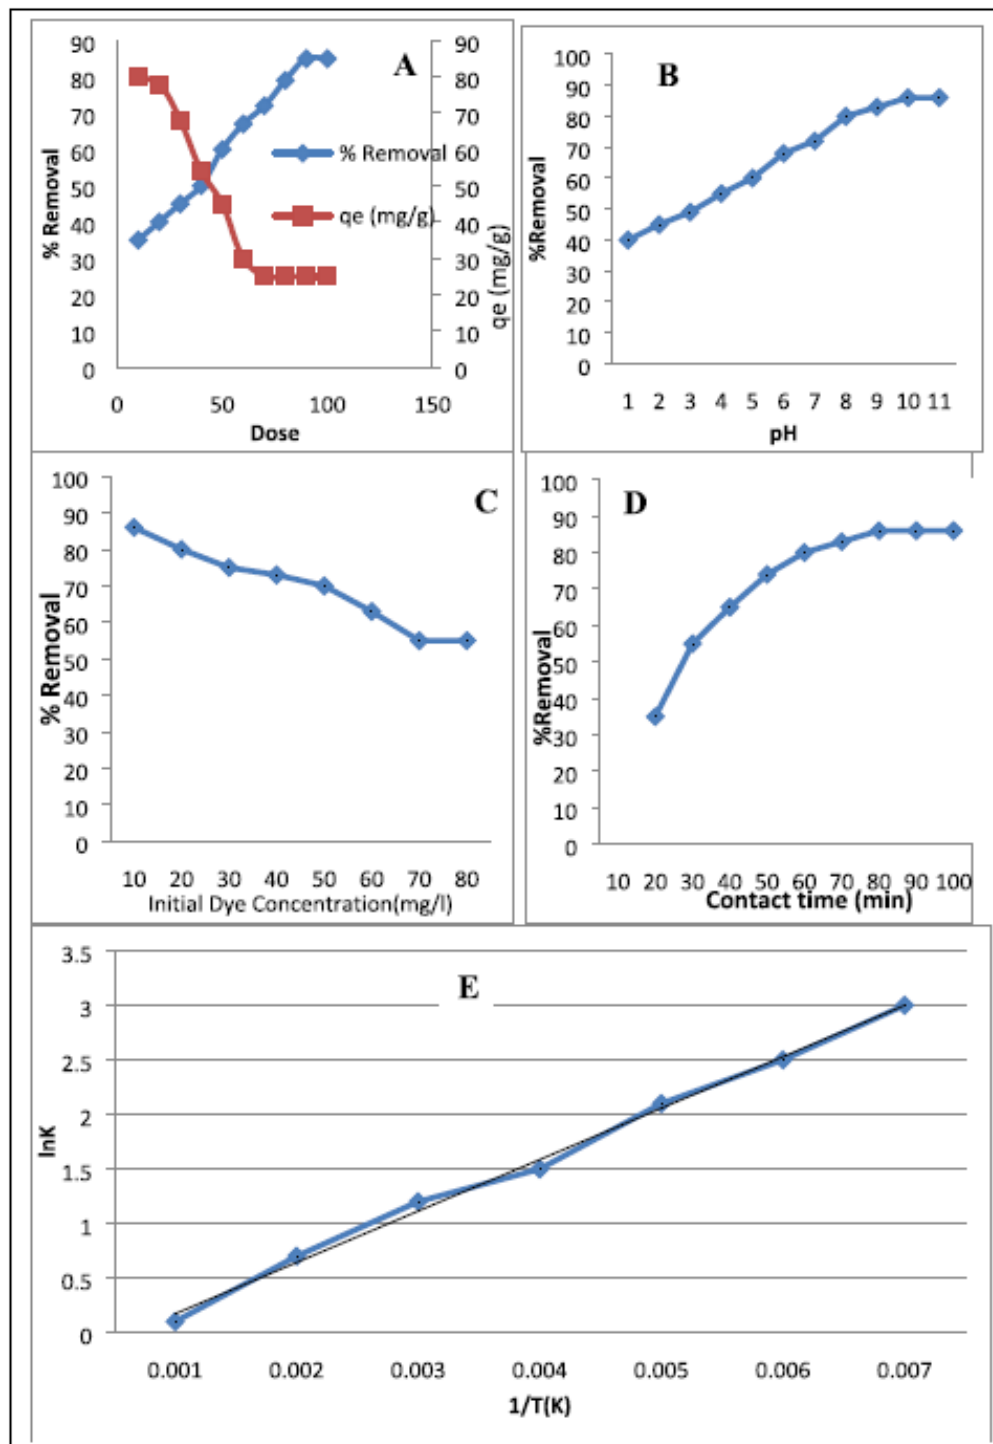 A
90
80
70
60
50
40
30
20
10
0
% Removal
90
80
70
60
50
40
30
20
10
0
qe (mg/g)
% Removal
qe (mg/g)
0 50 100 150
Dose
B
100
90
80
70
60
50
40
30
20
10
0
%Removal
1 2 3 4 5 6 7 8 9 10 11
pH
C
100
90
80
70
60
50
40
30
20
10
0
% Removal
10 20 30 40 50 60 70 80
Initial Dye Concentration(mg/l)
D
100
90
80
70
60
50
40
30
20
10
0
%Removal
10 20 30 40 50 60 70 80 90 100
Contact time (min)
E
3.5
3
2.5
2
1.5
1
0.5
0
lnK
0.001 0.002 0.003 0.004 0.005 0.006 0.007
1/T(K)